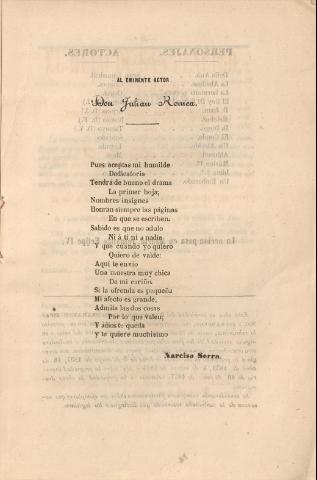 AL EMINENTE ACTOR
Don Julian Romea.
Pues aceptas mi humilde
Dedicatoria
Tendrá de bueno el drama
La primer hoja;
Nombres insignes
Honran siempre las páginas
En que se escriben.
Sabido es que no adulo
Ni á tí ni a nadie,
Y que cuando yo quiero
Quiero de valde:
Aquí te envio
Una muestra muy chica
De mi cariño.
Si la ofrenda es pequeña
Mi afecto es grande,
Admite las dos cosas
Por lo que valen;
Y adios te queda
y te quiere muchísimo
Narciso Serra.